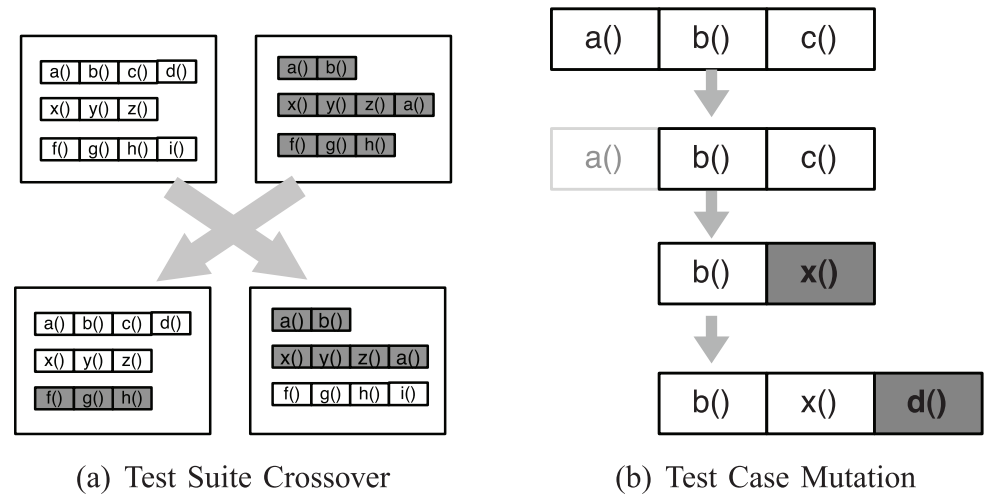 a() b() c() d()
x() y() z()
f() g() h() i()
a() b()
x() y() z() a()
f() g() h()
a() b() c() d()
x() y() z()
f() g() h()
a() b()
x() y() z() a()
f() g() h() i()
(a) Test Suite Crossover
a() b() c()
a() b() c()
b() x()
b() x() d()
(b) Test Case Mutation